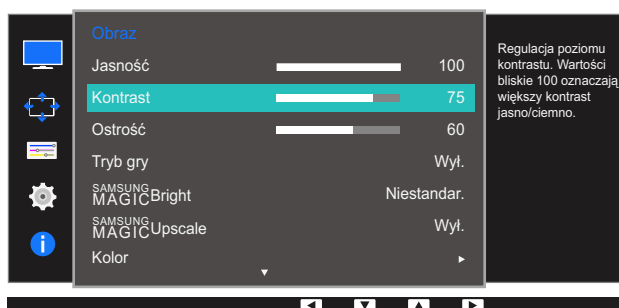 Obraz
Jasność 100
Kontrast 75
Ostrość 60
Tryb gry Wył.
SAMSUNG MAGIC Bright Niestandar.
SAMSUNG MAGIC Upscale Wył.
Kolor
Regulacja poziomu
kontrastu. Wartości
bliskie 100 oznaczają
większy kontrast
jasno/ciemno.